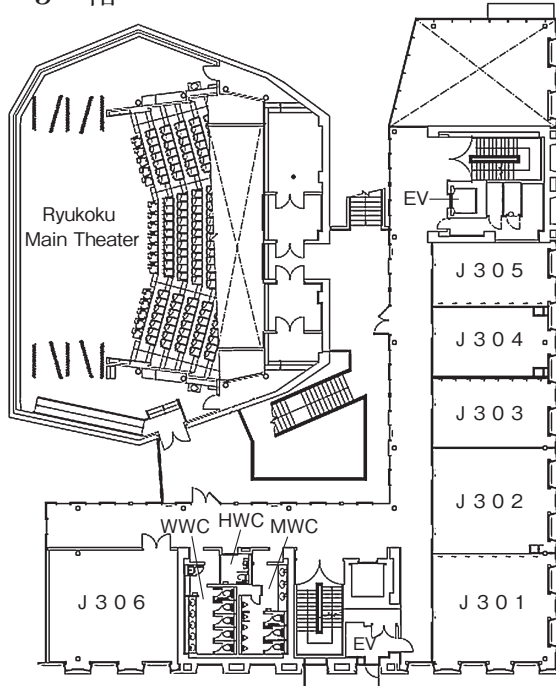 Ryukoku
Main Theater
EV
J305
J304
J303
J302
J301
WWC
HWC
MWC
J306
EV